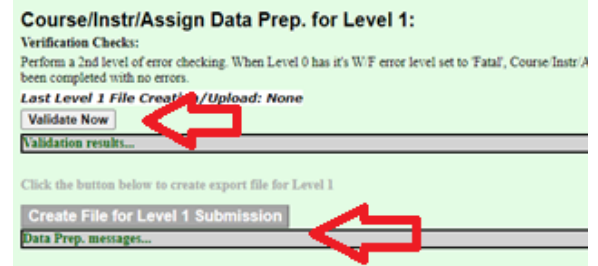 Course/Instr/Assign Data Prep. for Level 1:
Verification Checks:
Perform a 2nd level of error checking. When Level 0 has it's W/F error level set to 'Fatal', Course/Instr/A
been completed with no errors.
Last Level 1 File Creation/Upload: None
Validate Now
Validation results...
Click the button below to create export file for Level 1
Create File for Level 1 Submission
Data Prep. messages...